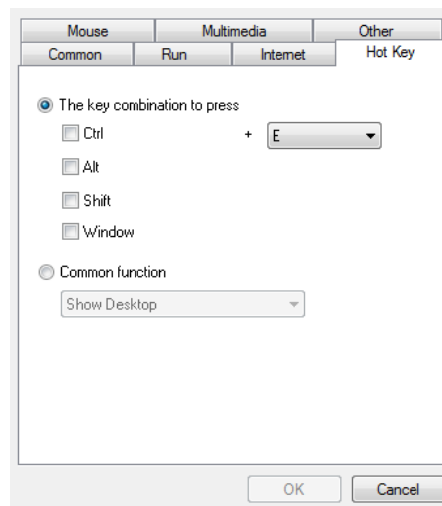 Mouse Multimedia Other
Common Run Internet Hot Key
The key combination to press
Ctrl + E
Alt
Shift
Window
Common function
Show Desktop
OK Cancel